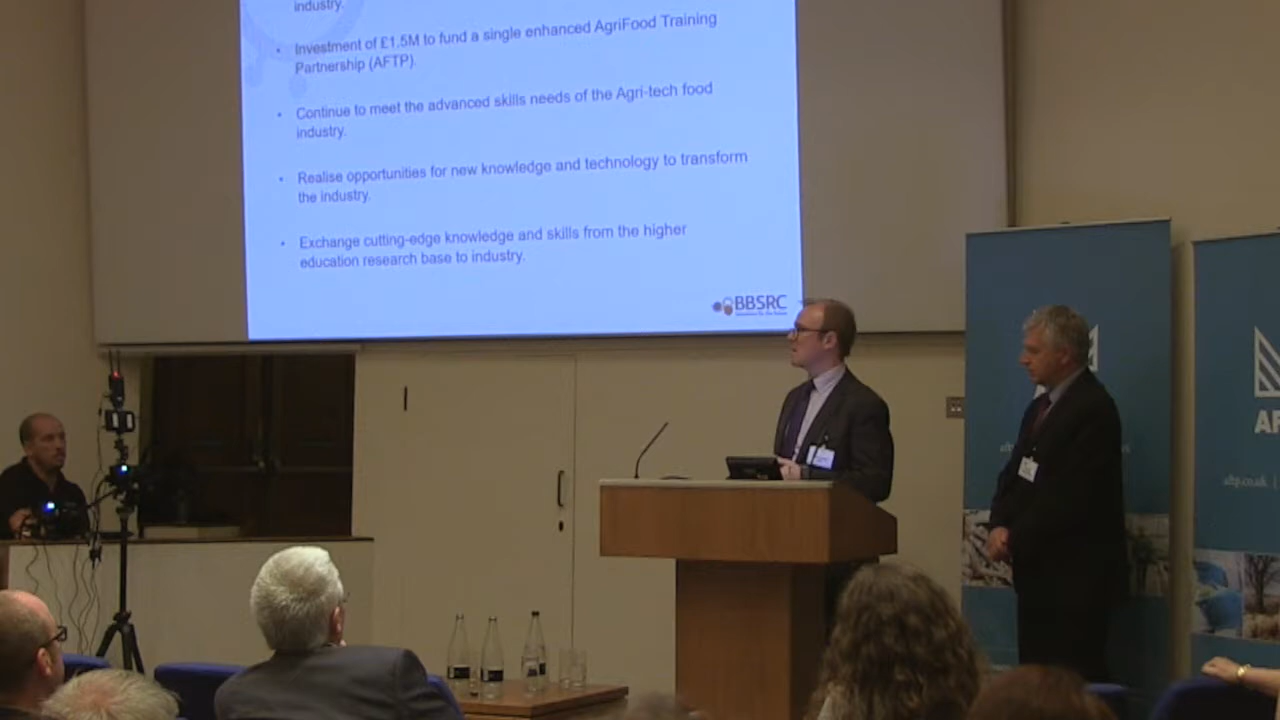 industry.
• Investment of £1.5M to fund a single enhanced AgriFood Training
Partnership (AFTP).
• Continue to meet the advanced skills needs of the Agri-tech food
industry.
• Realise opportunities for new knowledge and technology to transform
the industry.
• Exchange cutting-edge knowledge and skills from the higher
education research base to industry.
BBSRC
aftp.co.uk